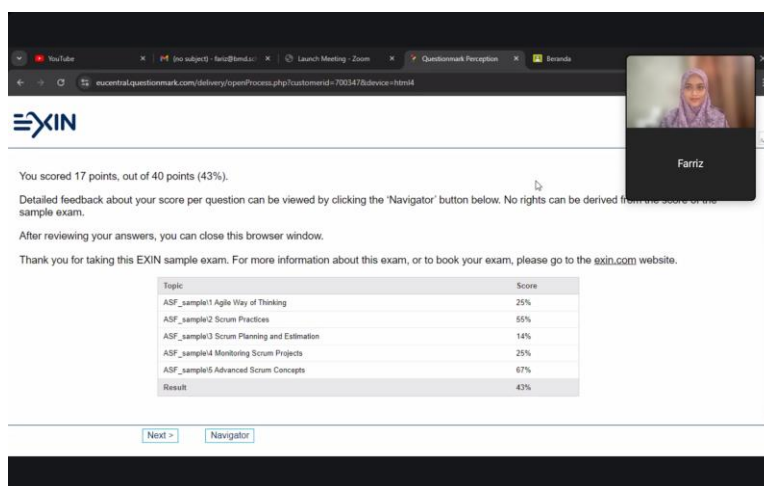 YouTube
(no subject) - fariz@bmd.sc
Launch Meeting - Zoom
Questionmark Perception
Beranda
eucentral.questionmark.com/delivery/openProcess.php?customerid=700347&device=html4
EXIN
Farriz
You scored 17 points, out of 40 points (43%).
Detailed feedback about your score per question can be viewed by clicking the 'Navigator' button below. No rights can be derived from the score of the
sample exam.
After reviewing your answers, you can close this browser window.
Thank you for taking this EXIN sample exam. For more information about this exam, or to book your exam, please go to the exin.com website.
Topic Score
ASF_sample\1 Agile Way of Thinking 25%
ASF_sample\2 Scrum Practices 55%
ASF_sample\3 Scrum Planning and Estimation 14%
ASF_sample\4 Monitoring Scrum Projects 25%
ASF_sample\5 Advanced Scrum Concepts 67%
Result 43%
Next >
Navigator